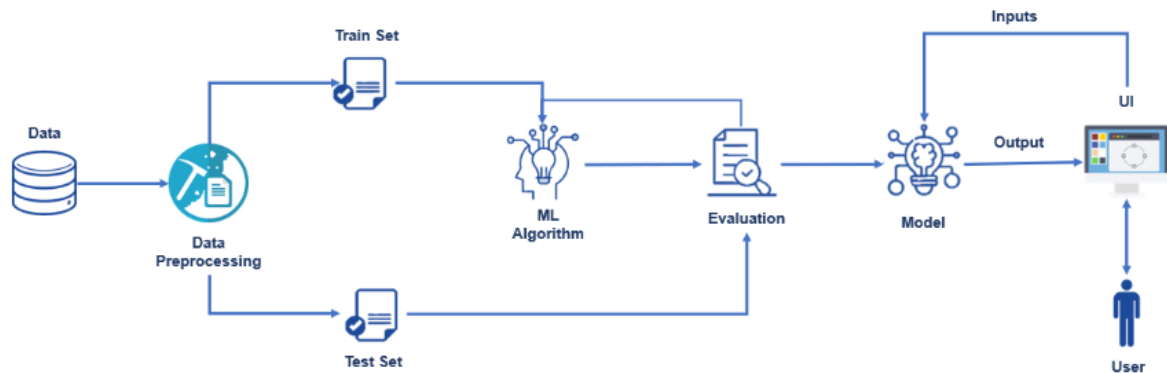 Inputs
Train Set
UI
Data
Output
ML
Algorithm
Evaluation
Model
Data
Preprocessing
Test Set
User